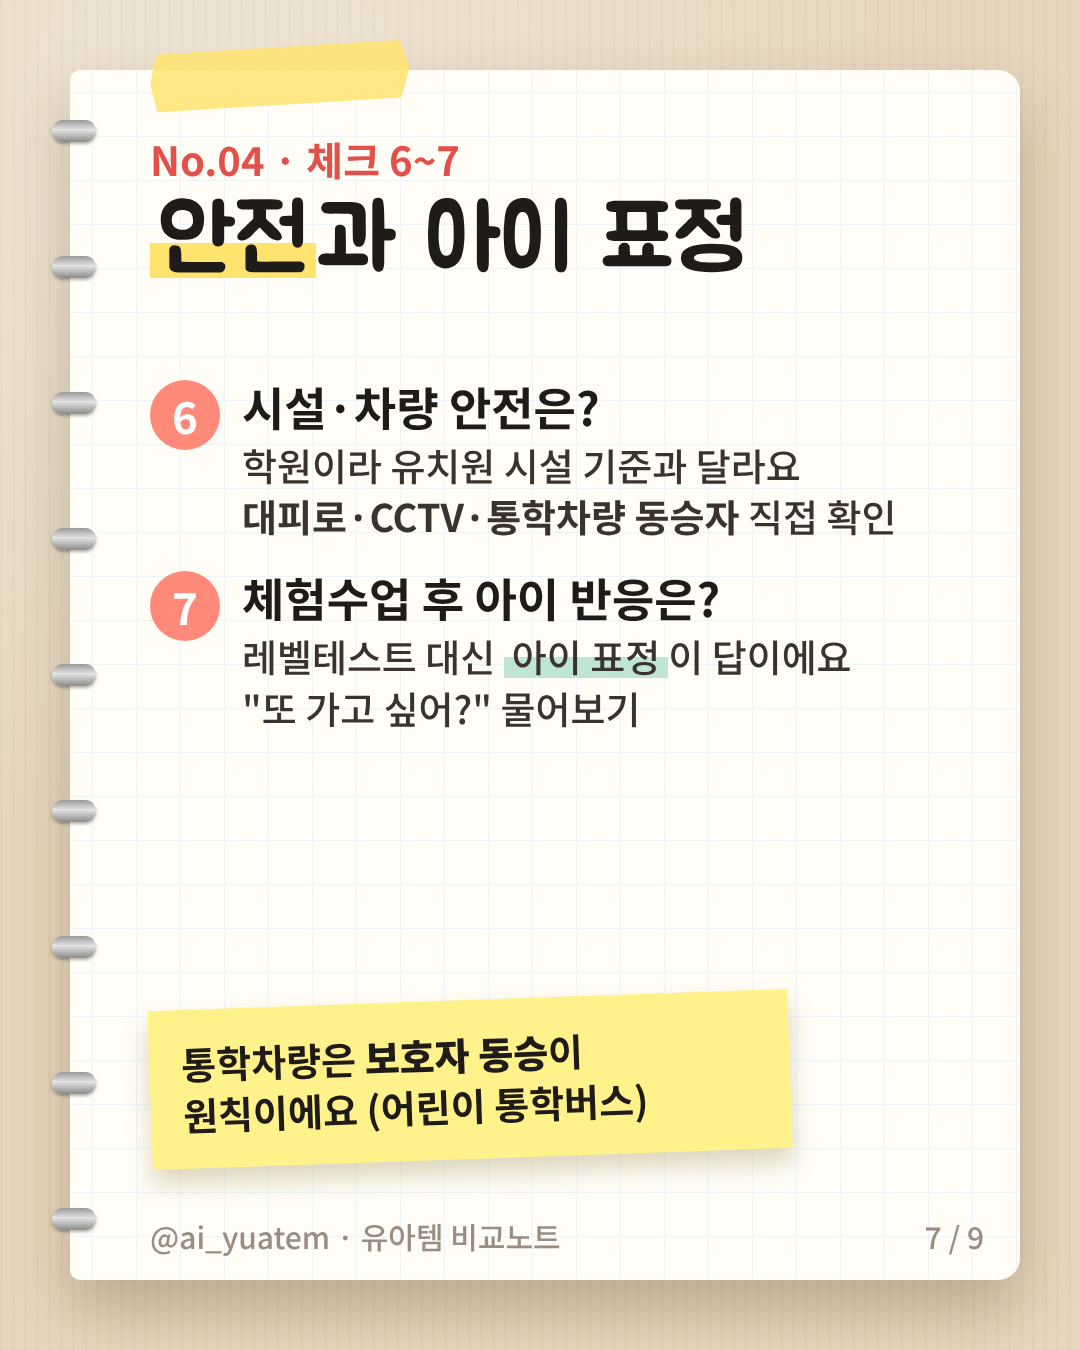 No.04 · 체크 6~7
안전과 아이 표정
6
시설·차량 안전은?
학원이라 유치원 시설 기준과 달라요
대피로·CCTV·통학차량 동승자 직접 확인
7
체험수업 후 아이 반응은?
레벨테스트 대신 아이 표정이 답이에요
"또 가고 싶어?" 물어보기
통학차량은 보호자 동승이
원칙이에요 (어린이 통학버스)
@ai_yuatem · 유아템 비교노트
7 / 9